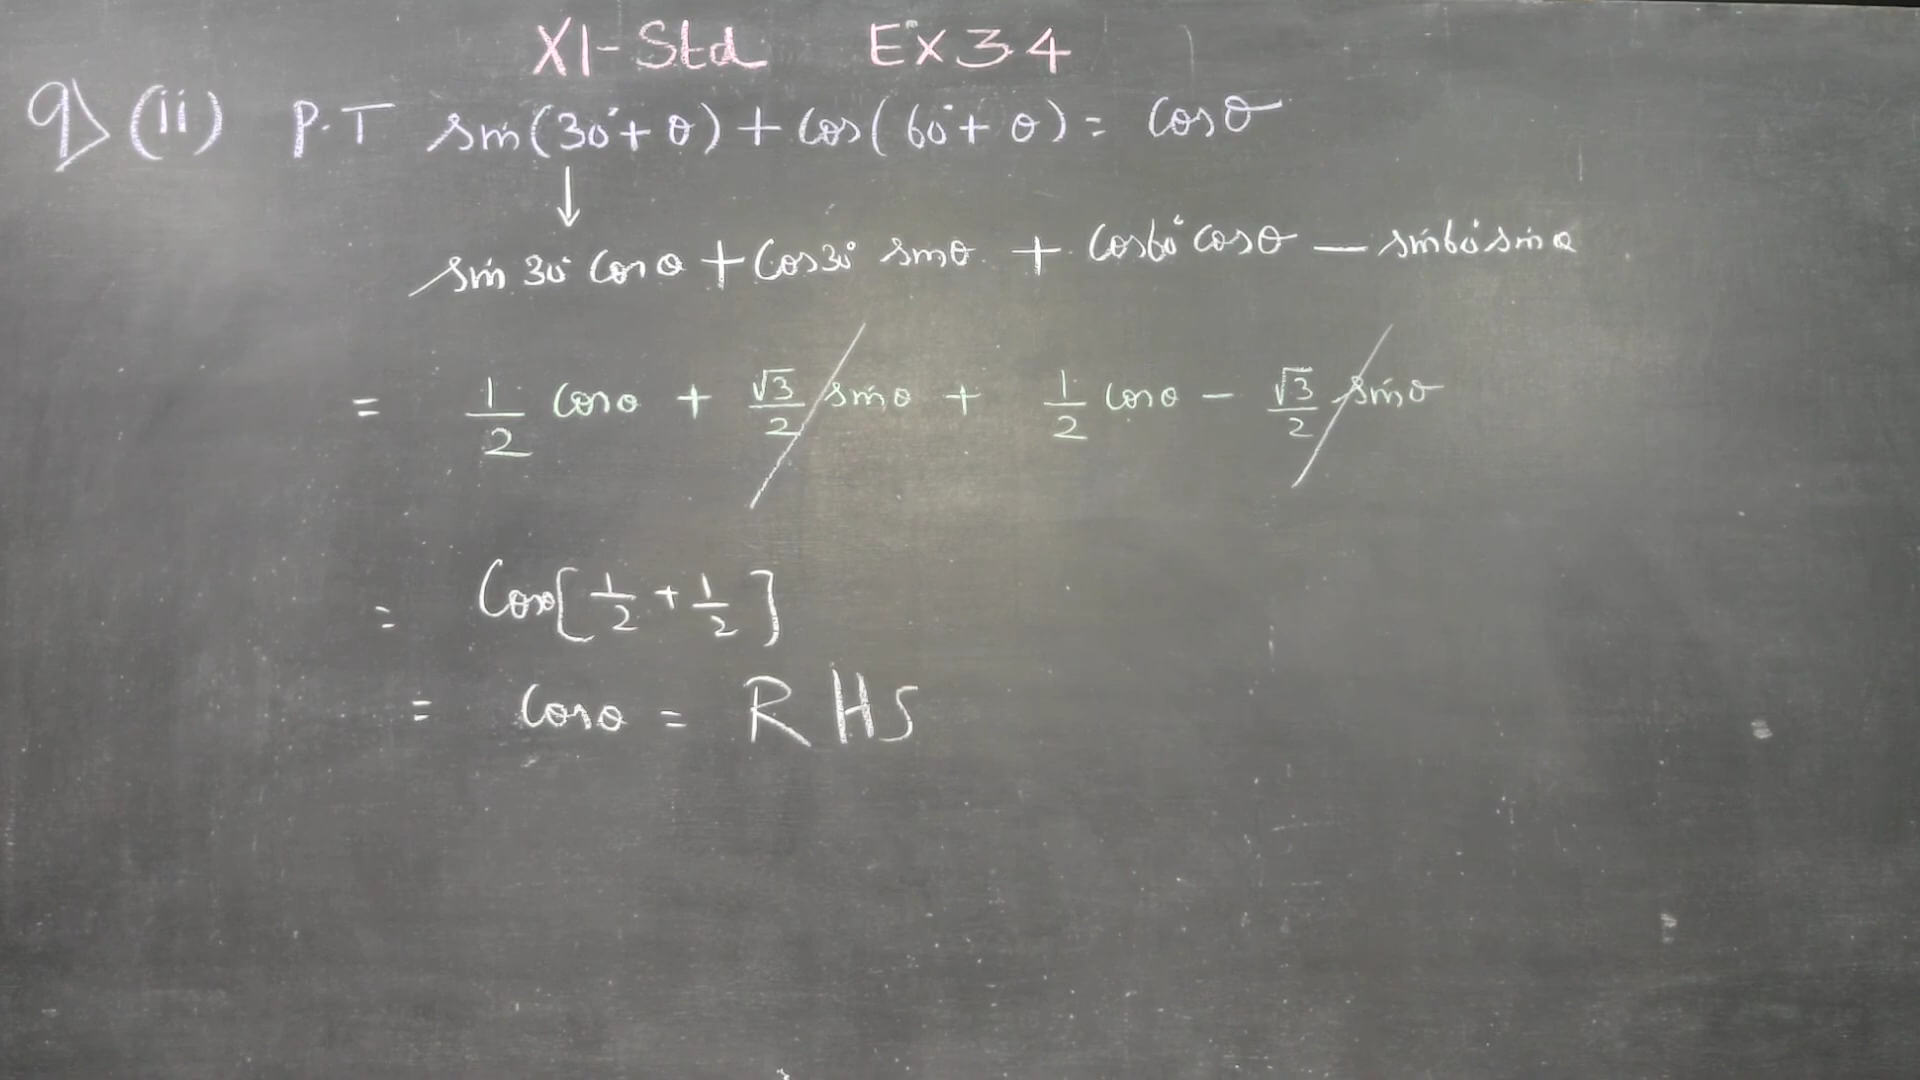 XI-Std Ex 3.4
9) (ii) P.T sin(30°+θ)+cos(60°+θ)= cosθ
↓
sin 30° cosθ + cos30° sinθ + cos60° cosθ — sin60° sinθ
= 1/2 cosθ + √3/2 sinθ + 1/2 cosθ - √3/2 sinθ
= cosθ[1/2 + 1/2]
= cosθ = RHS